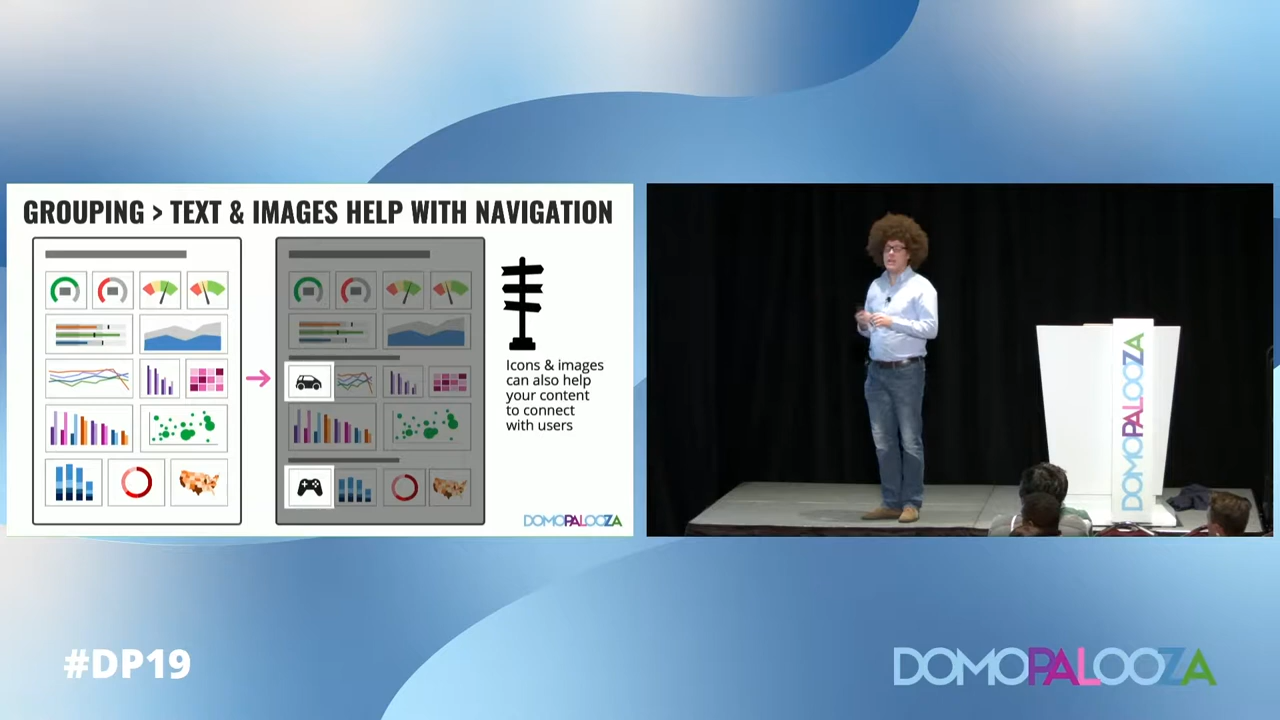 GROUPING > TEXT & IMAGES HELP WITH NAVIGATION
Icons & images
can also help
your content
to connect
with users
DOMOPALOOZA
DOMOPALOOZA
#DP19
DOMOPALOOZA